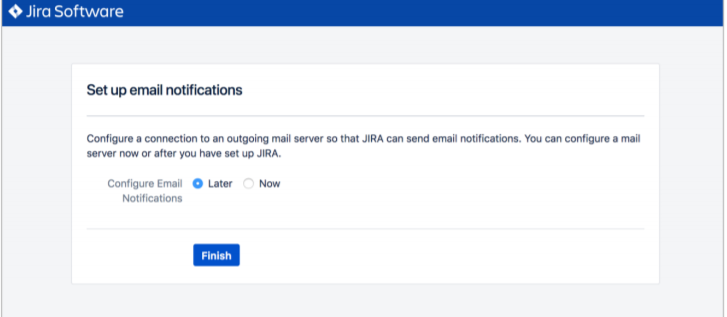 Jira Software
Set up email notifications
Configure a connection to an outgoing mail server so that JIRA can send email notifications. You can configure a mail
server now or after you have set up JIRA.
Configure Email Later Now
Notifications
Finish